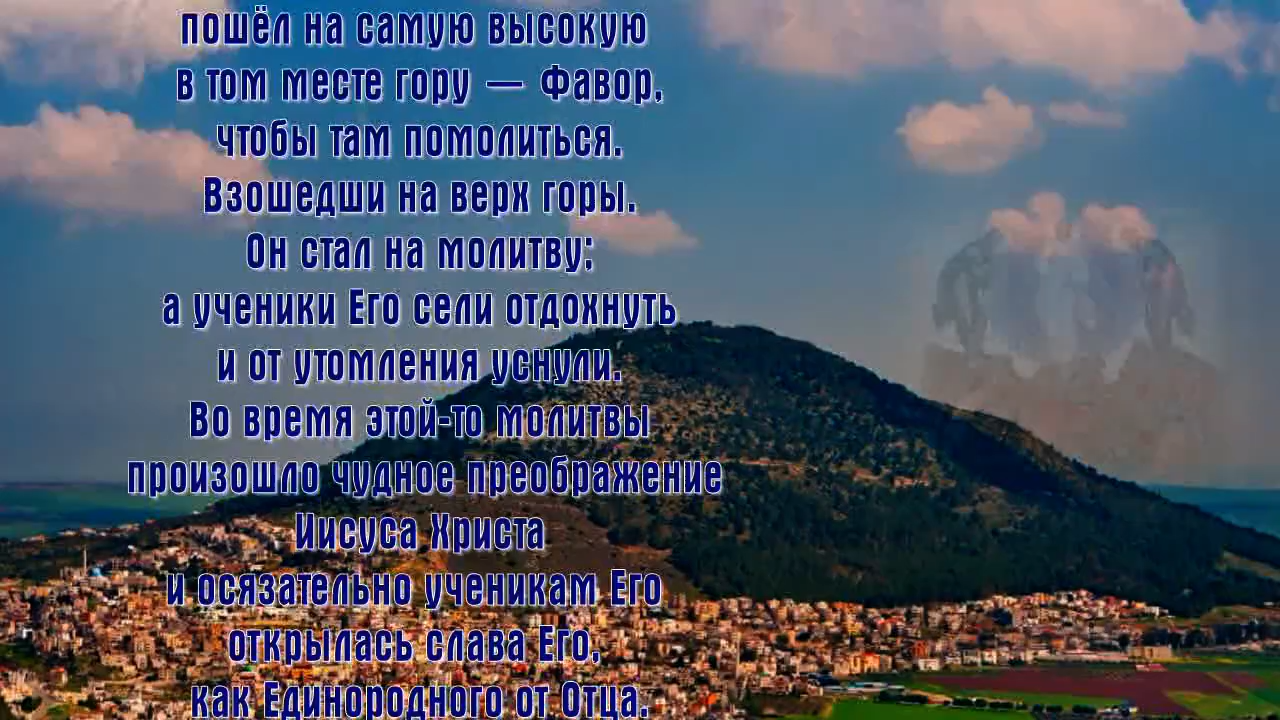 пошёл на самую высокую
в том месте гору — Фавор,
чтобы там помолиться.
Взошедши на верх горы.
Он стал на молитву;
а ученики Его сели отдохнуть
и от утомления уснули.
Во время этой-то молитвы
произошло чудное преображение
Иисуса Христа
и осязательно ученикам Его
открылась слава Его,
как Единородного от Отца.